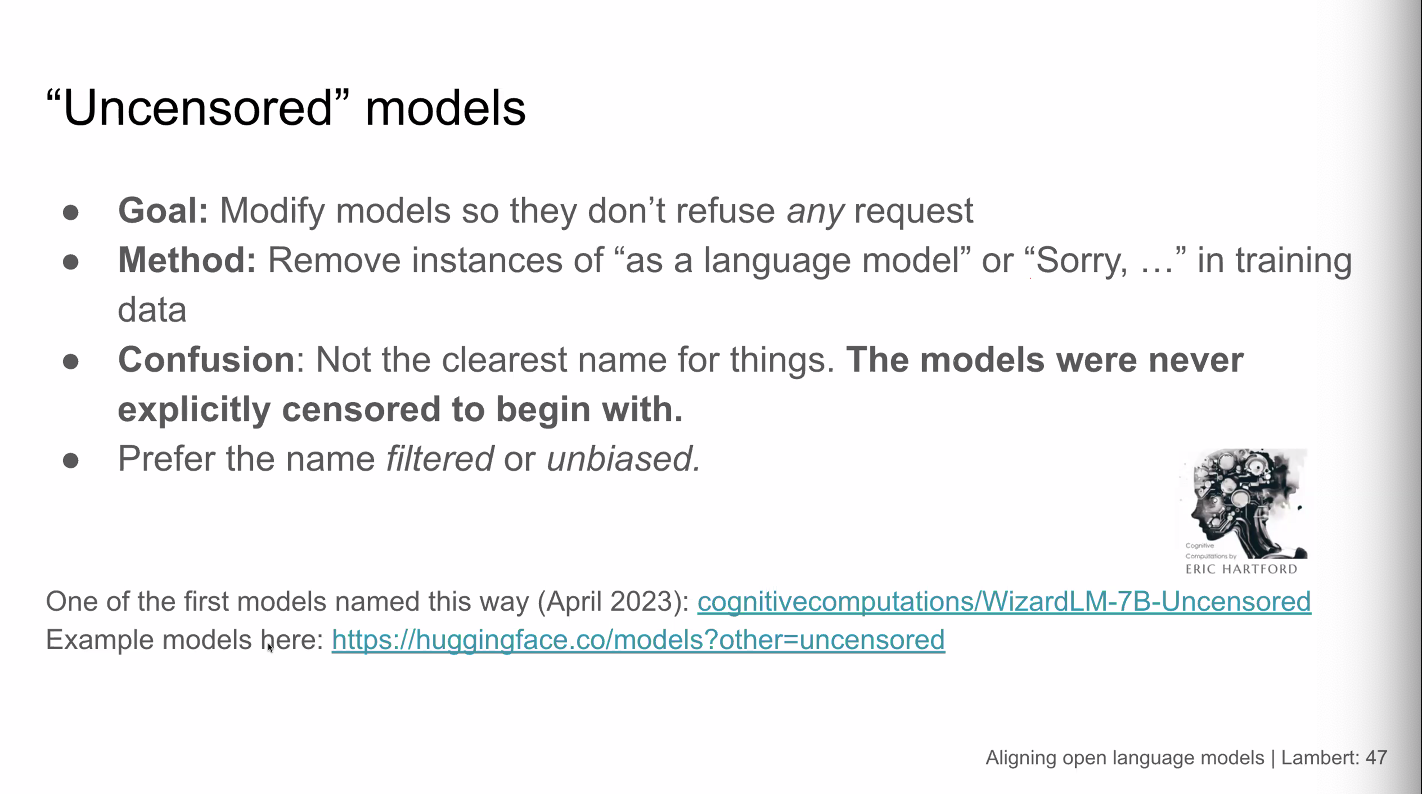 “Uncensored” models
● Goal: Modify models so they don’t refuse any request
● Method: Remove instances of “as a language model” or “Sorry, …” in training
data
● Confusion: Not the clearest name for things. The models were never
explicitly censored to begin with.
● Prefer the name filtered or unbiased.
Cognitive
Computations by
ERIC HARTFORD
One of the first models named this way (April 2023): cognitivecomputations/WizardLM-7B-Uncensored
Example models here: https://huggingface.co/models?other=uncensored
Aligning open language models | Lambert: 47